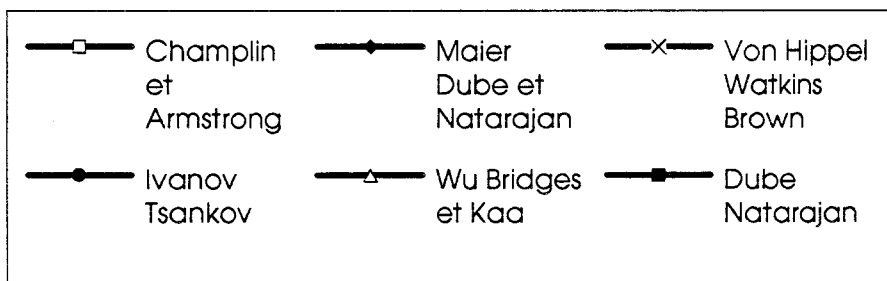 Champlin
et
Armstrong
Maier
Dube et
Natarajan
Von Hippel
Watkins
Brown
Ivanov
Tsankov
Wu Bridges
et Kaa
Dube
Natarajan